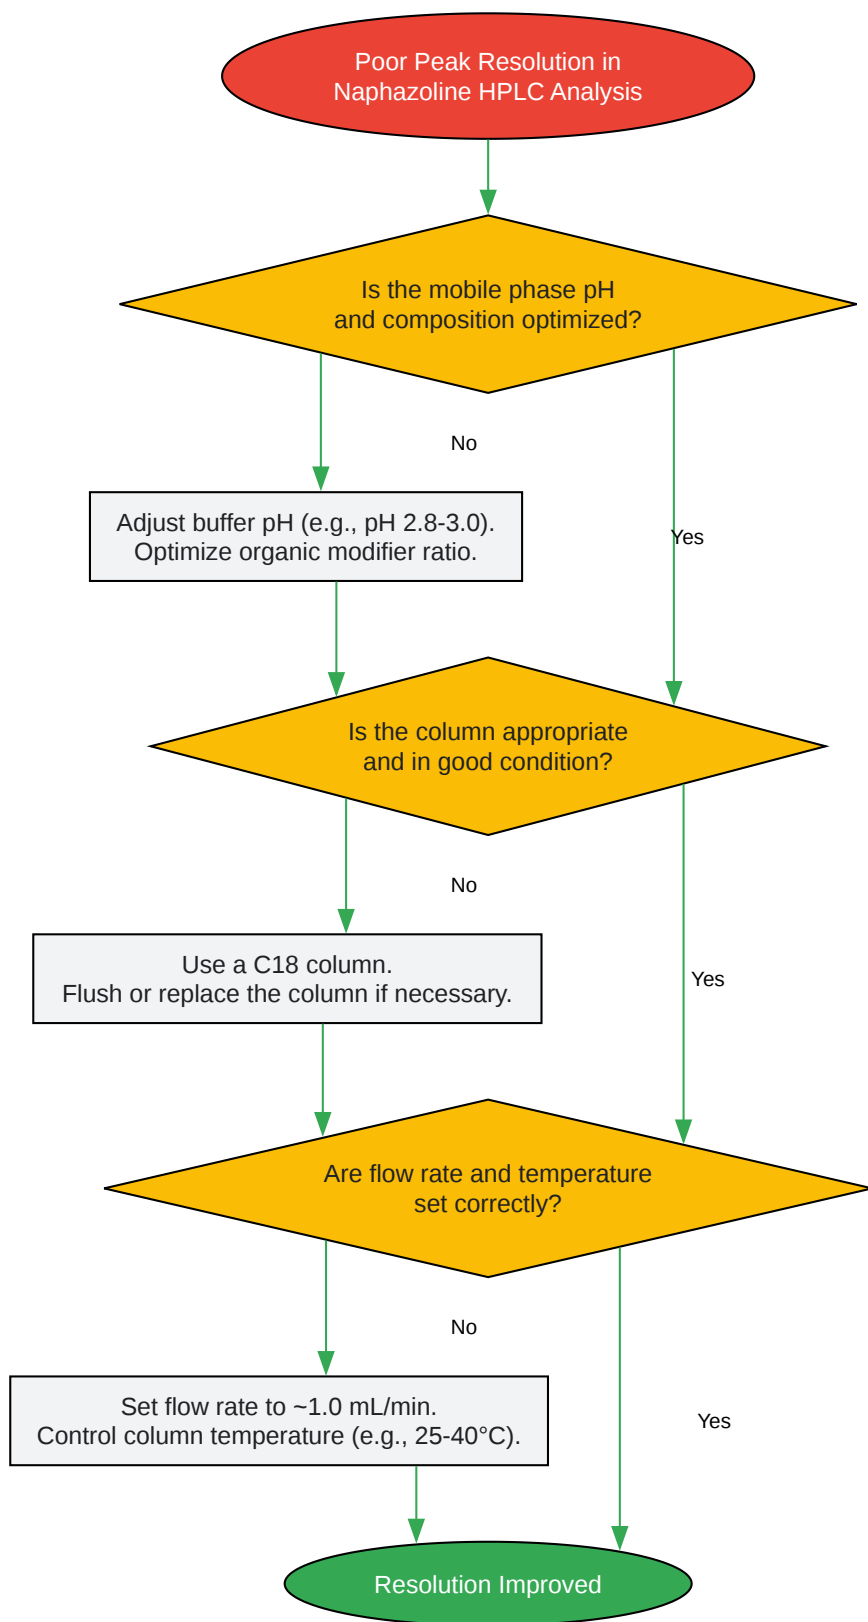 Poor Peak Resolution in
Naphazoline HPLC Analysis
Is the mobile phase pH
and composition optimized?
No
Adjust buffer pH (e.g., pH 2.8-3.0).
Optimize organic modifier ratio.
Yes
Is the column appropriate
and in good condition?
No
Use a C18 column.
Flush or replace the column if necessary.
Yes
Are flow rate and temperature
set correctly?
No
Set flow rate to ~1.0 mL/min.
Control column temperature (e.g., 25-40°C).
Yes
Resolution Improved